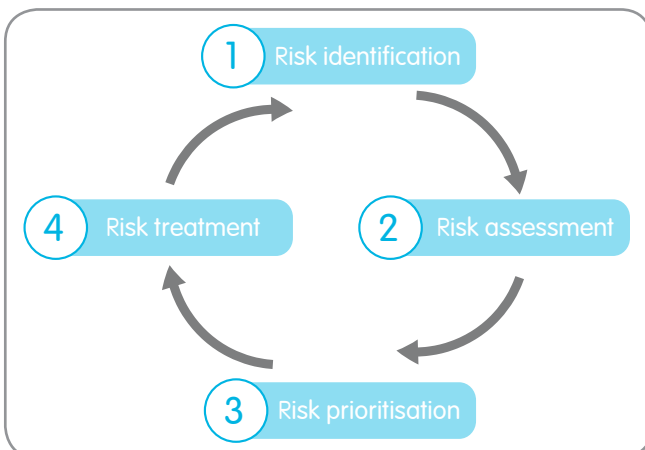 1 Risk identification
4 Risk treatment
2 Risk assessment
3 Risk prioritisation